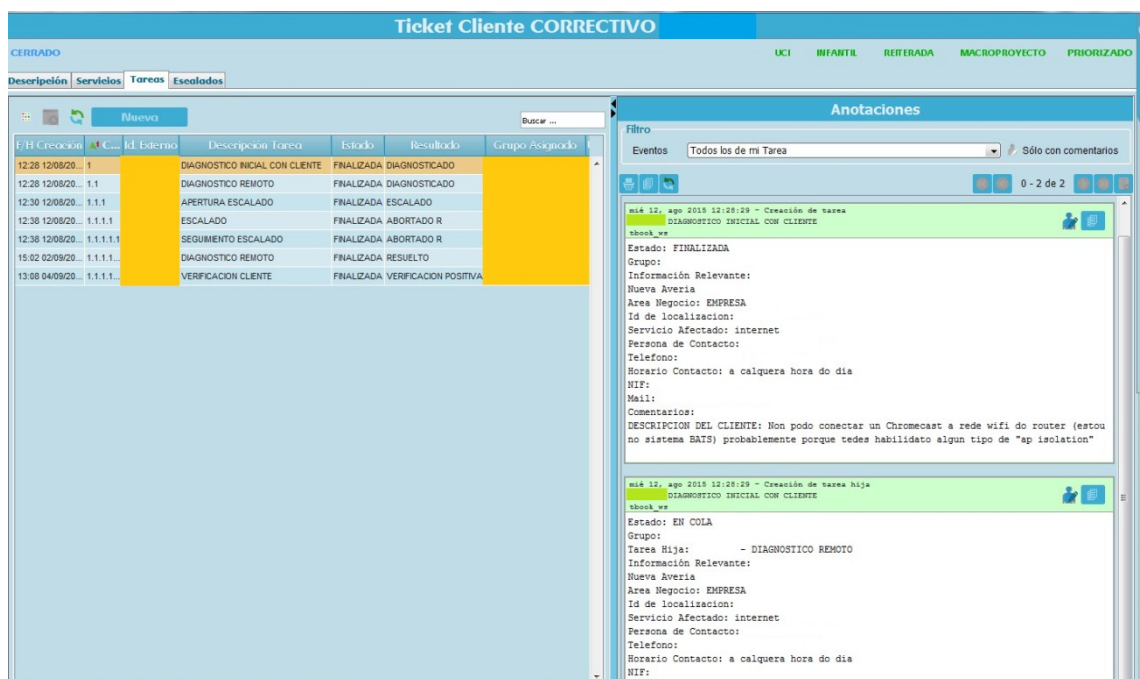 Ticket Cliente CORRECTIVO
CERRADO
UCI INFANTIL REITERADA MACROPROYECTO PRIORIZADO
Descripción Servicios Tareas Escalados
Nueva
Buscar ...
F/H Creación C... Id. Externo Descripción Tarea Estado Resultado Grupo Asignado
12:28 12/08/20... 1 DIAGNOSTICO INICIAL CON CLIENTE FINALIZADA DIAGNOSTICADO
12:28 12/08/20... 1.1 DIAGNOSTICO REMOTO FINALIZADA DIAGNOSTICADO
12:30 12/08/20... 1.1.1 APERTURA ESCALADO FINALIZADA ESCALADO
12:38 12/08/20... 1.1.1.1 ESCALADO FINALIZADA ABORTADO R
12:38 12/08/20... 1.1.1.1.1 SEGUIMIENTO ESCALADO FINALIZADA ABORTADO R
15:02 02/09/20... 1.1.1.1... DIAGNOSTICO REMOTO FINALIZADA RESUELTO
13:08 04/09/20... 1.1.1.1... VERIFICACION CLIENTE FINALIZADA VERIFICACION POSITIVA
Anotaciones
Filtro
Eventos Todos los de mi Tarea Sólo con comentarios
0 - 2 de 2
mié 12, ago 2015 12:28:29 - Creación de tarea
DIAGNOSTICO INICIAL CON CLIENTE
tbook_ws
Estado: FINALIZADA
Grupo:
Información Relevante:
Nueva Averia
Area Negocio: EMPRESA
Id de localizacion:
Servicio Afectado: internet
Persona de Contacto:
Telefono:
Horario Contacto: a calquera hora do dia
NIF:
Mail:
Comentarios:
DESCRIPCION DEL CLIENTE: Non podo conectar un Chromecast a rede wifi do router (estou
no sistema BATS) probablemente porque tedes habilidato algun tipo de "ap isolation"
mié 12, ago 2015 12:28:29 - Creación de tarea hija
DIAGNOSTICO INICIAL CON CLIENTE
tbook_ws
Estado: EN COLA
Grupo:
Tarea Hija: - DIAGNOSTICO REMOTO
Información Relevante:
Nueva Averia
Area Negocio: EMPRESA
Id de localizacion:
Servicio Afectado: internet
Persona de Contacto:
Telefono:
Horario Contacto: a calquera hora do dia
NIF: